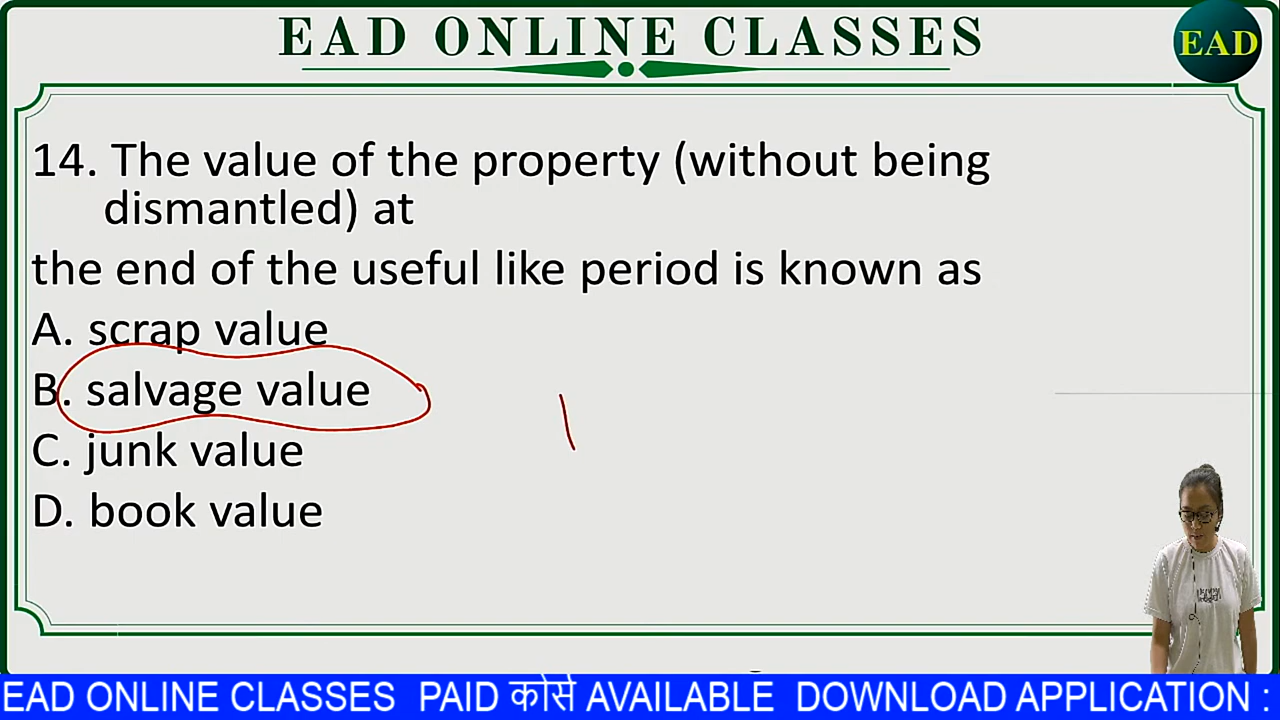 EAD ONLINE CLASSES
EAD
14. The value of the property (without being
dismantled) at
the end of the useful like period is known as
A. scrap value
B. salvage value
C. junk value
D. book value
EAD ONLINE CLASSES PAID कोर्स AVAILABLE DOWNLOAD APPLICATION :